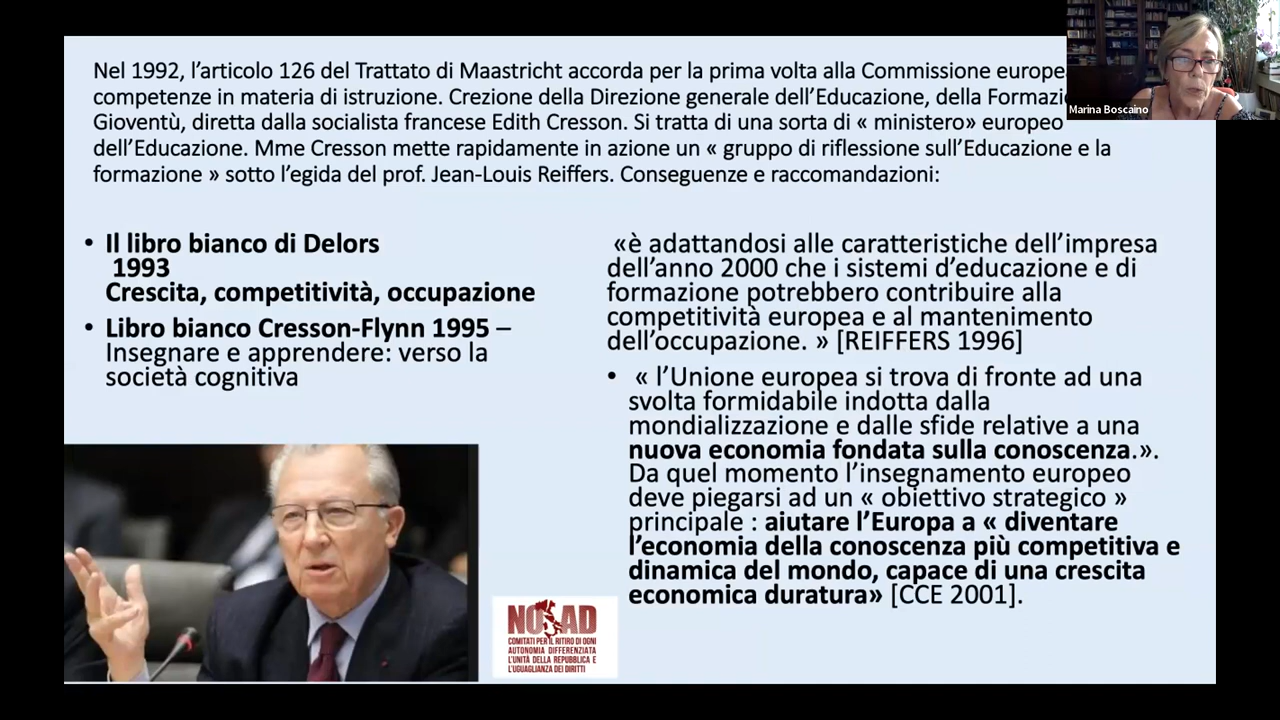 Nel 1992, l’articolo 126 del Trattato di Maastricht accorda per la prima volta alla Commissione
competenze in materia di istruzione. Crezione della Direzione generale dell’Educazione, della
Gioventù, diretta dalla socialista francese Edith Cresson. Si tratta di una sorta di « ministero» europeo
dell’Educazione. Mme Cresson mette rapidamente in azione un « gruppo di riflessione sull’Educazione e la
formazione » sotto l’egida del prof. Jean-Louis Reiffers. Conseguenze e raccomandazioni:
Marina Boscaino
• Il libro bianco di Delors
1993
Crescita, competitività, occupazione
• Libro bianco Cresson-Flynn 1995 –
Insegnare e apprendere: verso la
società cognitiva
«è adattandosi alle caratteristiche dell’impresa
dell’anno 2000 che i sistemi d’educazione e di
formazione potrebbero contribuire alla
competitività europea e al mantenimento
dell’occupazione. » [REIFFERS 1996]
• « l’Unione europea si trova di fronte ad una
svolta formidabile indotta dalla
mondializzazione e dalle sfide relative a una
nuova economia fondata sulla conoscenza.».
Da quel momento l’insegnamento europeo
deve piegarsi ad un « obiettivo strategico »
principale : aiutare l’Europa a « diventare
l’economia della conoscenza più competitiva e
dinamica del mondo, capace di una crescita
economica duratura» [CCE 2001].
NO AD
COMITATI PER IL RITIRO DI OGNI
AUTONOMIA DIFFERENZIATA
L'UNITÀ DELLA REPUBBLICA E
L'UGUAGLIANZA DEI DIRITTI